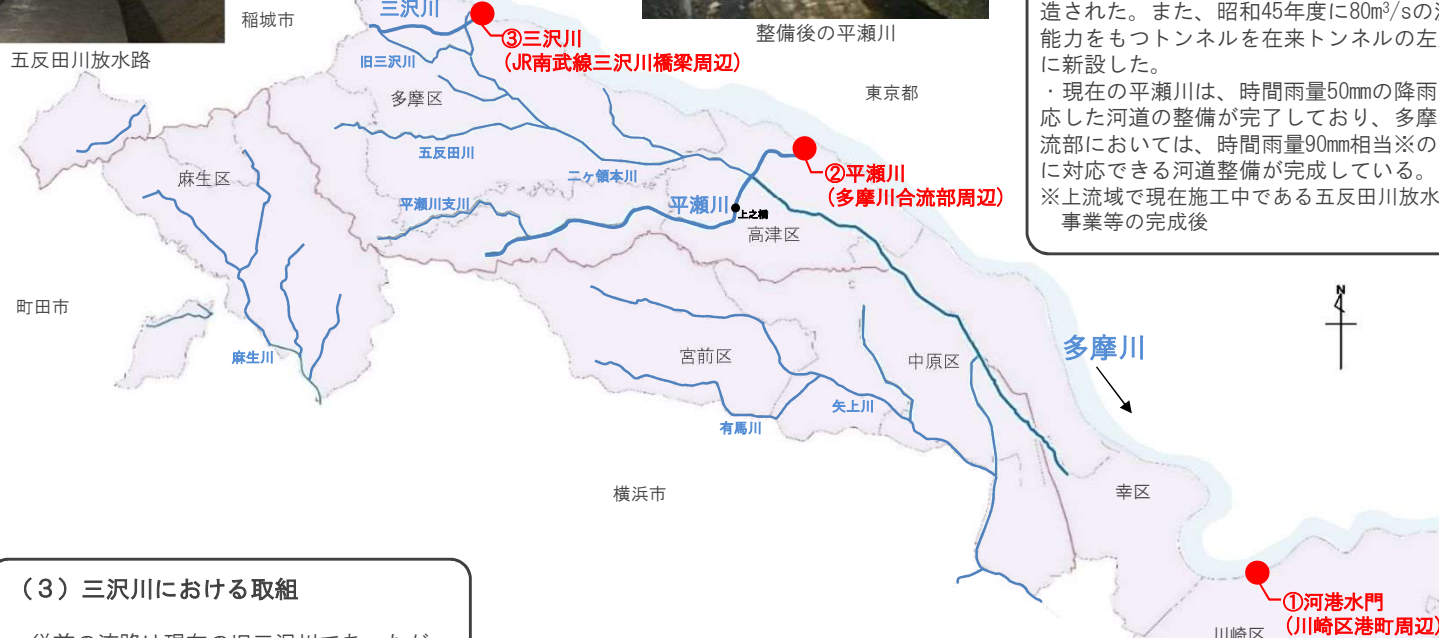 五反田川放水路
稲城市
三沢川
③三沢川
(JR南武線三沢川橋梁周辺)
旧三沢川
多摩区
整備後の平瀬川
東京都
造された。また、昭和45年度に80m³/sの
能力をもつトンネルを在来トンネルの左
に新設した。
・現在の平瀬川は、時間雨量50mmの降雨
応した河道の整備が完了しており、多摩
流部においては、時間雨量90mm相当※の
に対応できる河道整備が完成している。
※上流域で現在施工中である五反田川放水
事業等の完成後
五反田川
二ヶ領本川
②平瀬川
(多摩川合流部周辺)
麻生区
平瀬川支川
平瀬川
上之橋
高津区
町田市
麻生川
宮前区
中原区
多摩川
N
矢上川
有馬川
横浜市
幸区
①河港水門
(川崎区港町周辺)
川崎区
(3)三沢川における取組